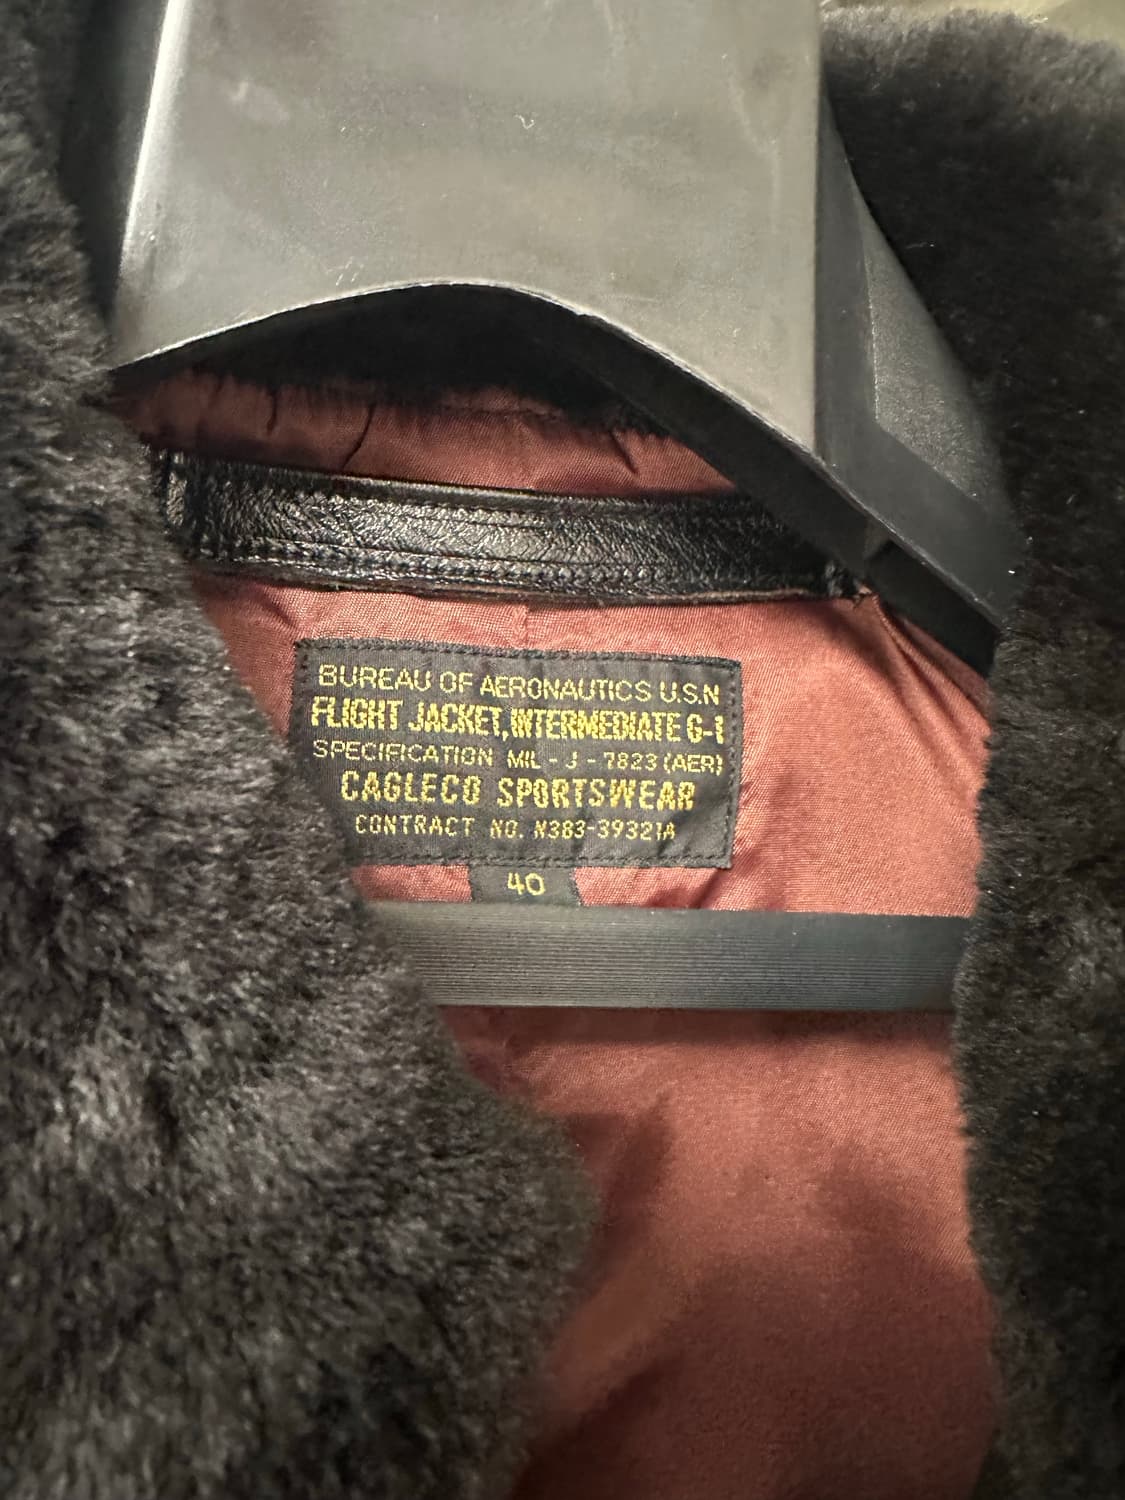 BUREAU OF AERONAUTICS U.S.N
FLIGHT JACKET, INTERMEDIATE G-1
SPECIFICATION MIL - J - 7823 (AER)
CAGLECO SPORTSWEAR
CONTRACT NO. N383-39321A
40